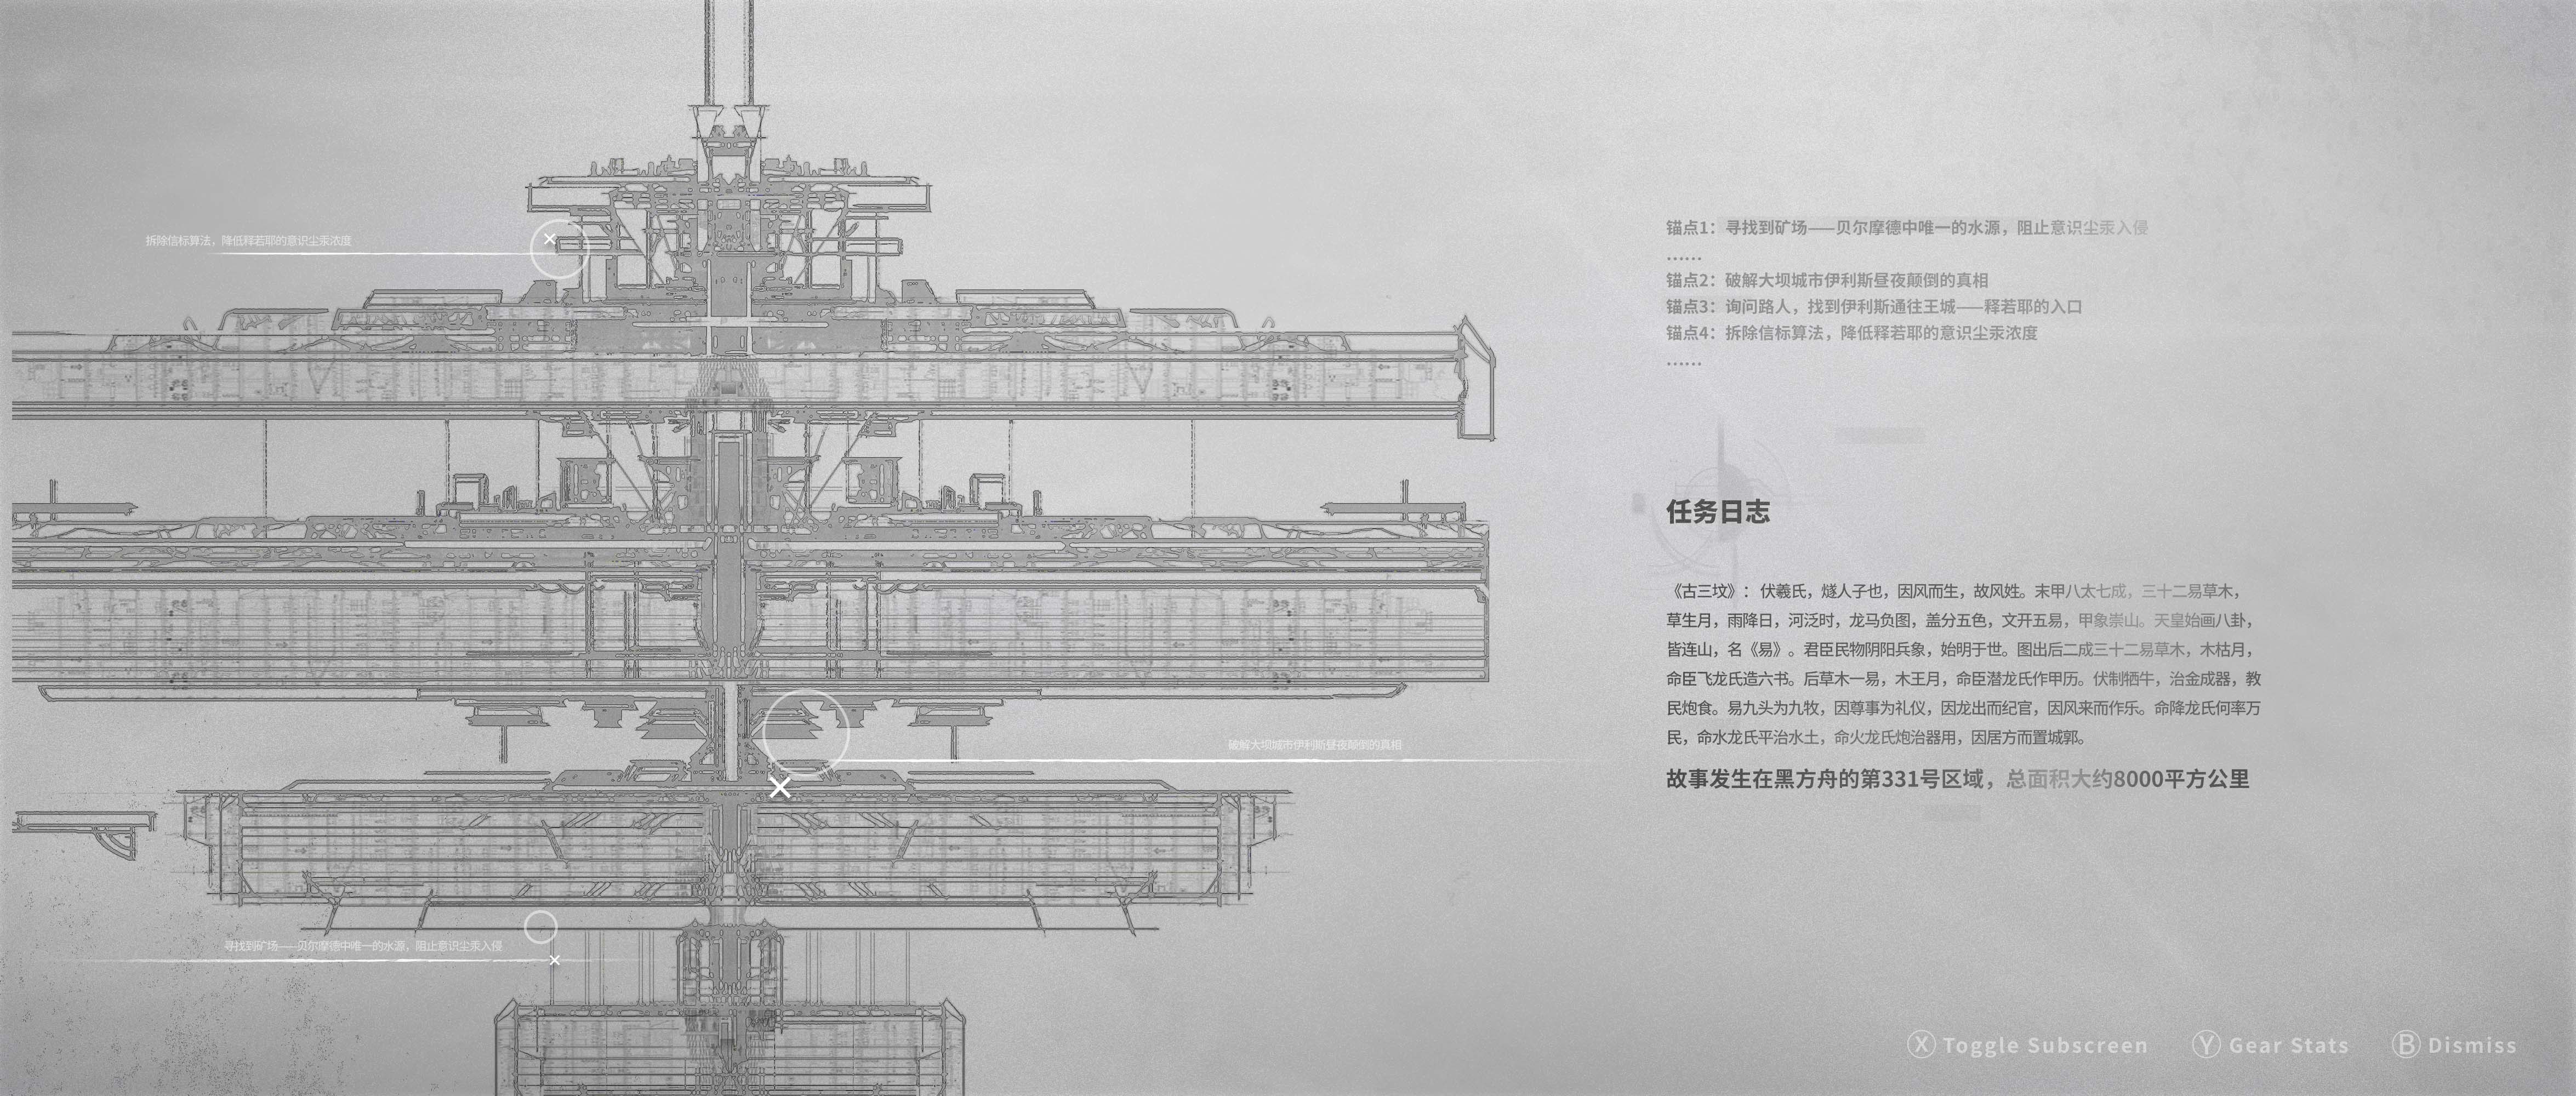 拆除信标算法，降低释若耶的意识尘汞浓度
破解大坝城市伊利斯昼夜颠倒的真相
寻找到矿场——贝尔摩德中唯一的水源，阻止意识尘汞入侵
锚点1：寻找到矿场——贝尔摩德中唯一的水源，阻止意识尘汞入侵
……
锚点2：破解大坝城市伊利斯昼夜颠倒的真相
锚点3：询问路人，找到伊利斯通往王城——释若耶的入口
锚点4：拆除信标算法，降低释若耶的意识尘汞浓度
……
任务日志
《古三坟》：伏羲氏，燧人子也，因风而生，故风姓。末甲八太七成，三十二易草木，
草生月，雨降日，河泛时，龙马负图，盖分五色，文开五易，甲象崇山。天皇始画八卦，
皆连山，名《易》。君臣民物阴阳兵象，始明于世。图出后二成三十二易草木，木枯月，
命臣飞龙氏造六书。后草木一易，木王月，命臣潜龙氏作甲历。伏制牺牛，治金成器，教
民炮食。易九头为九牧，因尊事为礼仪，因龙出而纪官，因风来而作乐。命降龙氏何率万
民，命水龙氏平治水土，命火龙氏炮治器用，因居方而置城郭。
故事发生在黑方舟的第331号区域，总面积大约8000平方公里
X Toggle Subscreen Y Gear Stats B Dismiss